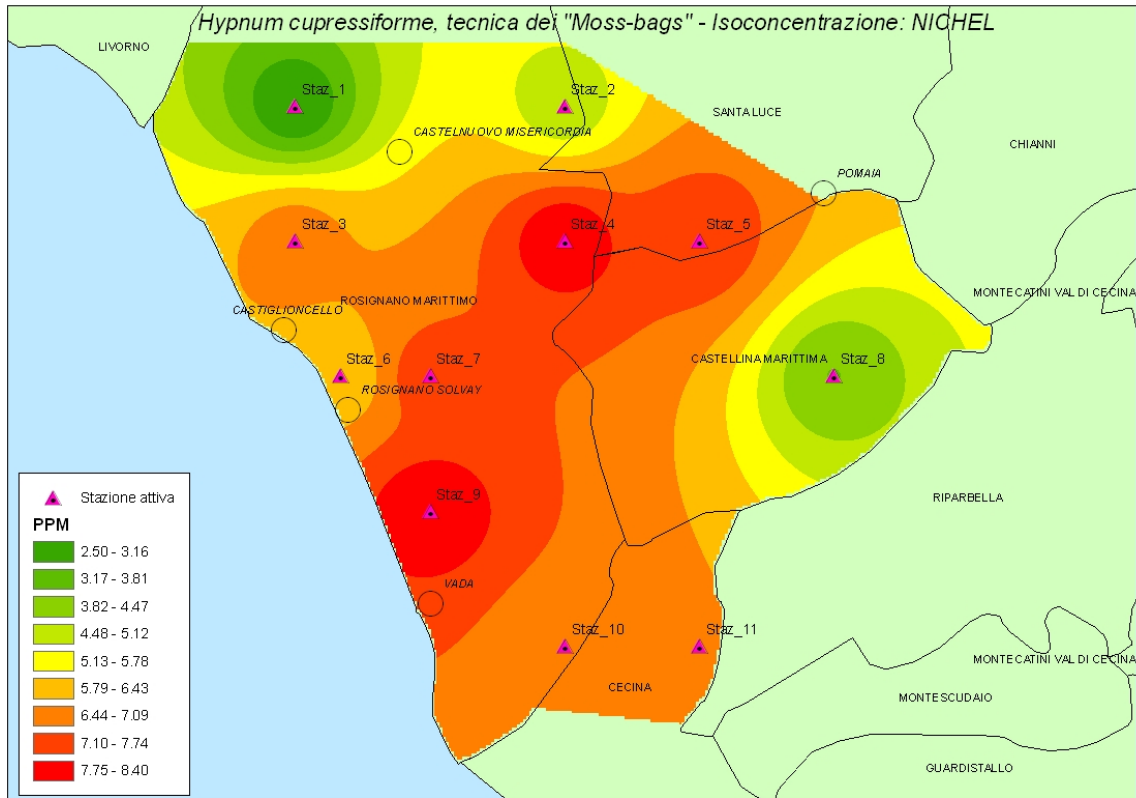 Hypnum cupressiforme, tecnica dei "Moss-bags" - Isoconcentrazione: NICHEL
LIVORNO
Staz_1
Staz_2
SANTA LUCE
CASTELNUOVO MISERICORDIA
CHIANNI
POMAIA
Staz_3
Staz_4
Staz_5
MONTECATINI VAL DI CECINA
ROSIGNANO MARITTIMO
CASTIGLIONCELLO
Staz_6
Staz_7
CASTELLINA MARITTIMA
Staz_8
ROSIGNANO SOLVAY
Staz_9
RIPARBELLA
VADA
Staz_10
Staz_11
MONTECATINI VAL DI CECINA
CECINA
MONTESCUDAIO
GUARDISTALLO
Stazione attiva
PPM
2.50 - 3.16
3.17 - 3.81
3.82 - 4.47
4.48 - 5.12
5.13 - 5.78
5.79 - 6.43
6.44 - 7.09
7.10 - 7.74
7.75 - 8.40